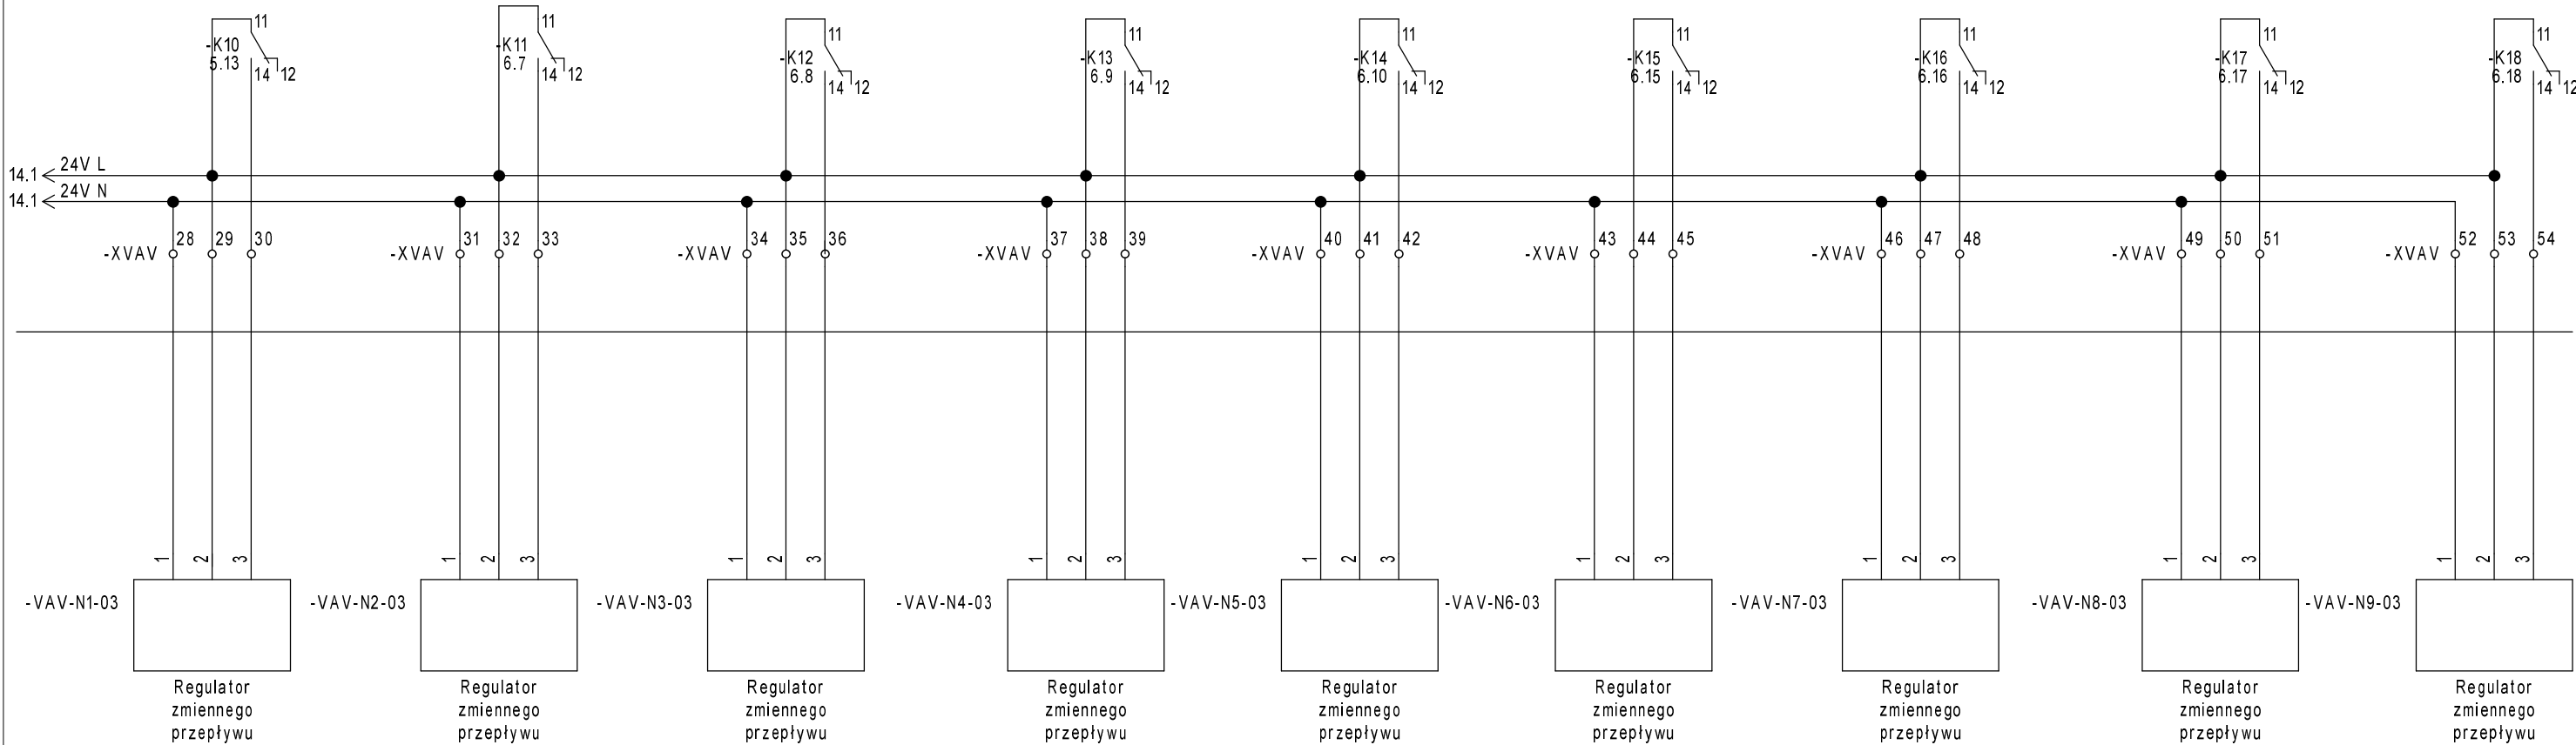 11 11 11 11 11 11 11 11 11
-K10 -K11 -K12 -K13 -K14 -K15 -K16 -K17 -K18
5.13 6.7 6.8 6.9 6.10 6.15 6.16 6.17 6.18
14 12 14 12 14 12 14 12 14 12 14 12 14 12 14 12 14 12
14.1 24V L
14.1 24V N
28 29 30 31 32 33 34 35 36 37 38 39 40 41 42 43 44 45 46 47 48 49 50 51 52 53 54
-XVAV -XVAV -XVAV -XVAV -XVAV -XVAV -XVAV -XVAV -XVAV
1 2 3 1 2 3 1 2 3 1 2 3 1 2 3 1 2 3 1 2 3 1 2 3 1 2 3
-VAV-N1-03 -VAV-N2-03 -VAV-N3-03 -VAV-N4-03 -VAV-N5-03 -VAV-N6-03 -VAV-N7-03 -VAV-N8-03 -VAV-N9-03
Regulator Regulator Regulator Regulator Regulator Regulator Regulator Regulator Regulator
zmiennego zmiennego zmiennego zmiennego zmiennego zmiennego zmiennego zmiennego zmiennego
przepływu przepływu przepływu przepływu przepływu przepływu przepływu przepływu przepływu